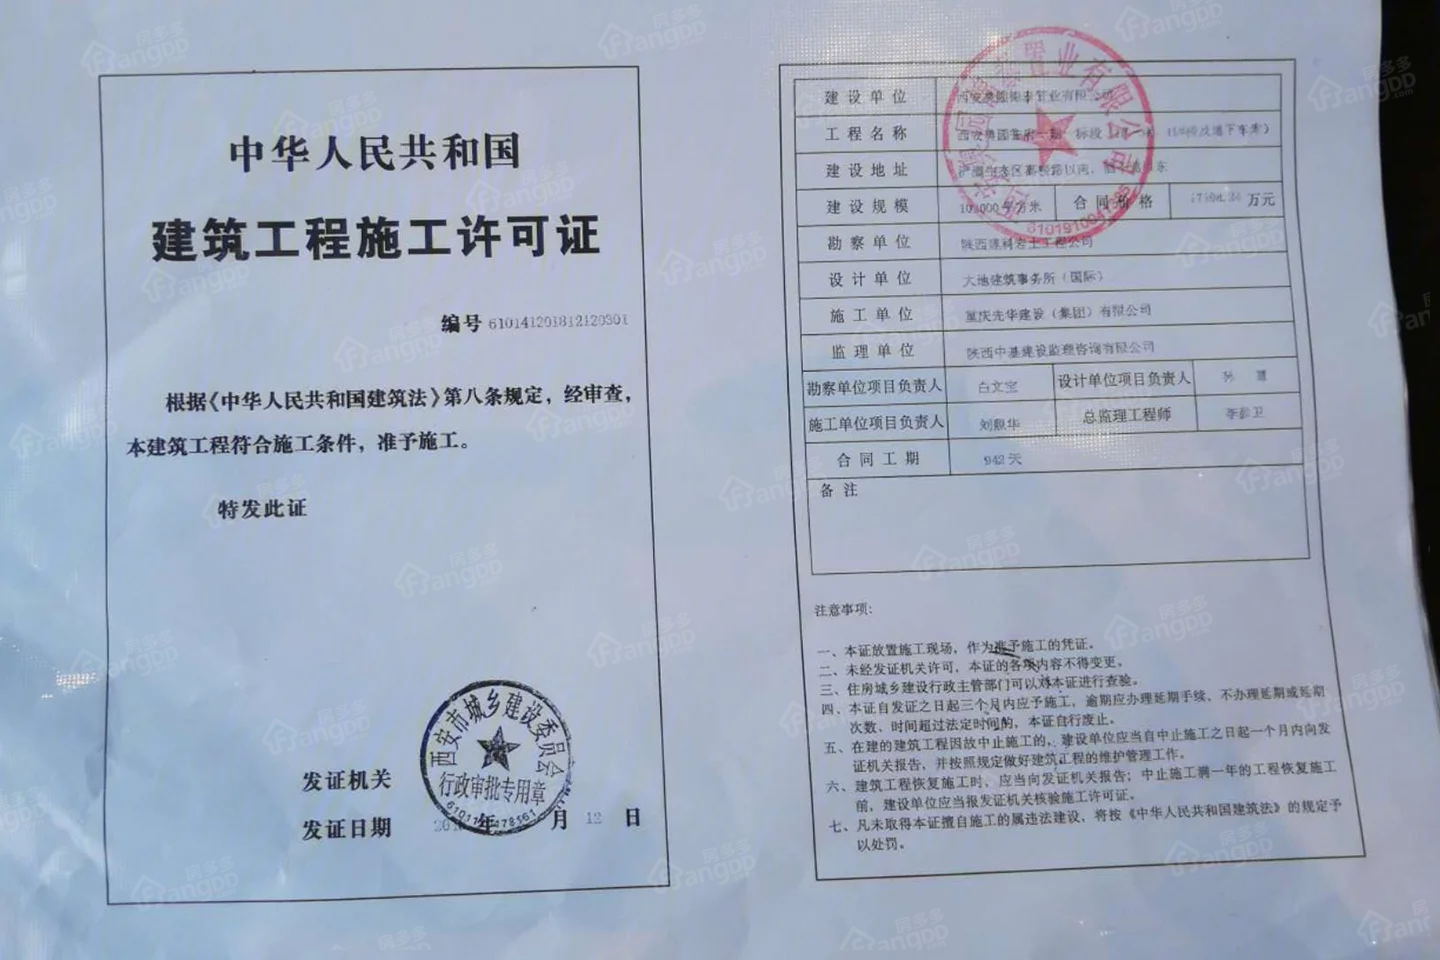 中华人民共和国
建筑工程施工许可证
编号 610141201812120301
根据《中华人民共和国建筑法》第八条规定，经审查，
本建筑工程符合施工条件，准予施工。
特发此证
西安市城乡建设委员会
行政审批专用章
发证机关
发证日期 年 月 12 日
置业有限公司
建设单位
工程名称
建设地址
建设规模 平方米 合同价格 万元
勘察单位
设计单位 大地建筑事务所（国际）
施工单位 重庆先华建设（集团）有限公司
监理单位 陕西中基建设监理咨询有限公司
勘察单位项目负责人 白文宝 设计单位项目负责人
施工单位项目负责人 总监理工程师
合同工期 942天
备注
注意事项：
一、本证放置施工现场，作为准予施工的凭证。
二、未经发证机关许可，本证的各项内容不得变更。
三、住房城乡建设行政主管部门可以对本证进行查验。
四、本证自发证之日起三个月内应予施工，逾期应办理延期手续，不办理延期或延期
次数、时间超过法定时间的，本证自行废止。
五、在建的建筑工程因故中止施工的，建设单位应当自中止施工之日起一个月内向发
证机关报告，并按照规定做好建筑工程的维护管理工作。
六、建筑工程恢复施工时，应当向发证机关报告；中止施工满一年的工程恢复施工
前，建设单位应当报发证机关核验施工许可证。
七、凡未取得本证擅自施工的属违法建设，将按《中华人民共和国建筑法》的规定予
以处罚。
房多多
FangDD